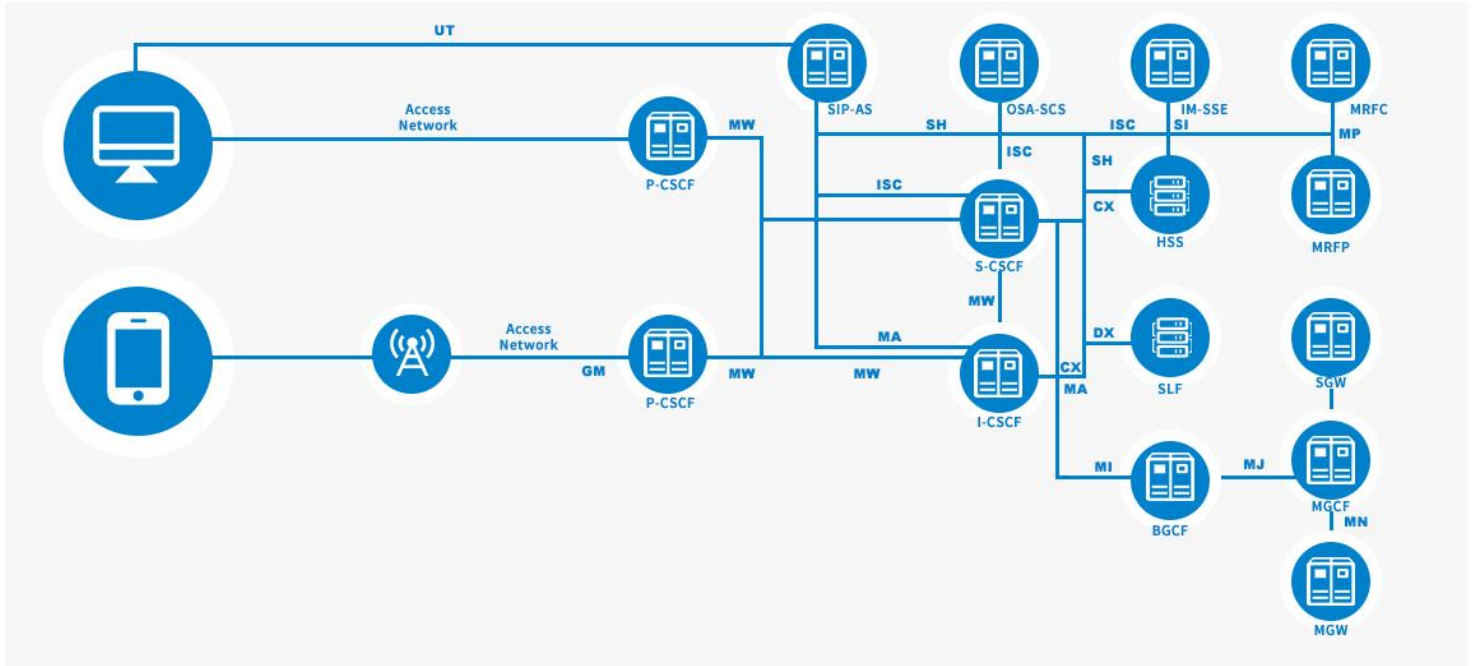 UT
SIP-AS
OSA-SCS
IM-SSE
MRFC
Access
Network
MW
SH
ISC
SI
MP
ISC
SH
P-CSCF
ISC
CX
S-CSCF
HSS
MRFP
MW
Access
Network
GM
MW
MW
MA
DX
CX
MA
P-CSCF
I-CSCF
SLF
SGW
MI
MJ
BGCF
MGCF
MN
MGW